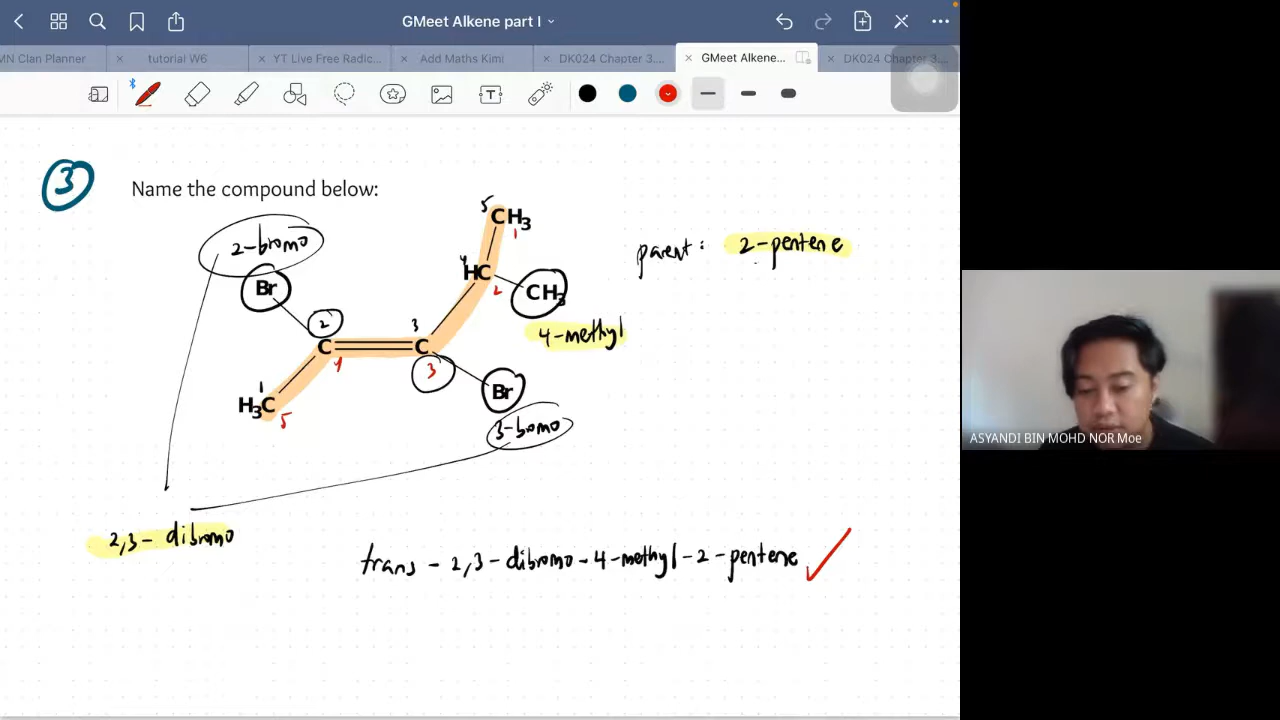 GMeet Alkene part I
MN Clan Planner
tutorial W6
YT Live Free Radic...
Add Maths Kimi
DK024 Chapter 3....
GMeet Alkene...
DK024 Chapter 3...
T
3
Name the compound below:
5
CH3
1
2-bromo
parent: 2-pentene
4
HC
2
Br
CH3
2
3
4-methyl
C
C
4
3
1
Br
H3C
5
3-bomo
2,3- dibromo
trans - 2,3-dibromo-4-methyl-2-pentene
ASYANDI BIN MOHD NOR Moe